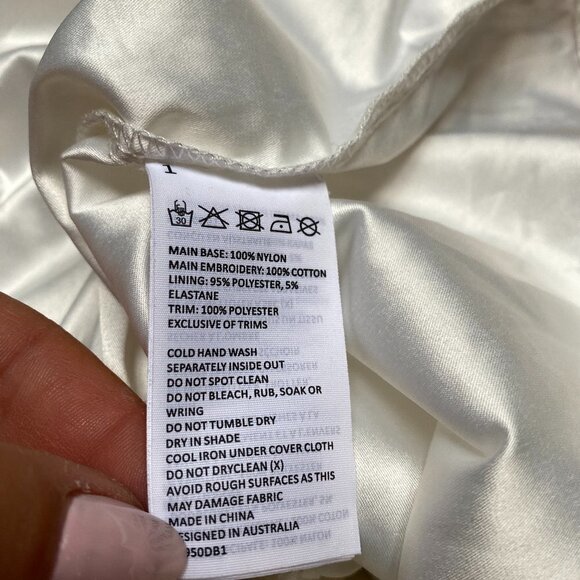 1
30
MAIN BASE: 100% NYLON
MAIN EMBROIDERY: 100% COTTON
LINING: 95% POLYESTER, 5%
ELASTANE
TRIM: 100% POLYESTER
EXCLUSIVE OF TRIMS
COLD HAND WASH
SEPARATELY INSIDE OUT
DO NOT SPOT CLEAN
DO NOT BLEACH, RUB, SOAK OR
WRING
DO NOT TUMBLE DRY
DRY IN SHADE
COOL IRON UNDER COVER CLOTH
DO NOT DRYCLEAN (X)
AVOID ROUGH SURFACES AS THIS
MAY DAMAGE FABRIC
MADE IN CHINA
DESIGNED IN AUSTRALIA
950DB1